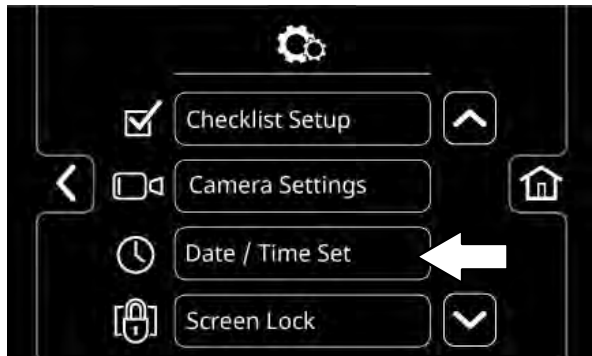 Checklist Setup
Camera Settings
Date / Time Set
Screen Lock